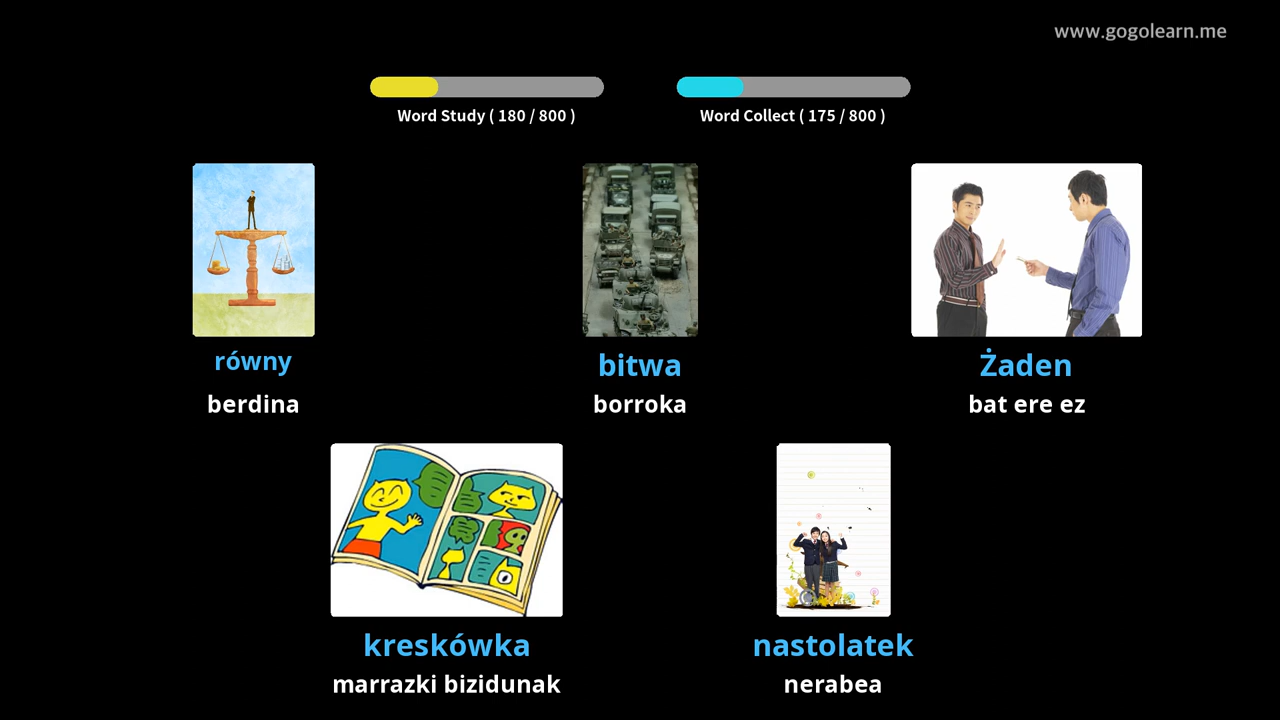 www.gogolearn.me
Word Study ( 180 / 800 )
Word Collect ( 175 / 800 )
równy
berdina
bitwa
borroka
Żaden
bat ere ez
kreskówka
marrazki bizidunak
nastolatek
nerabea